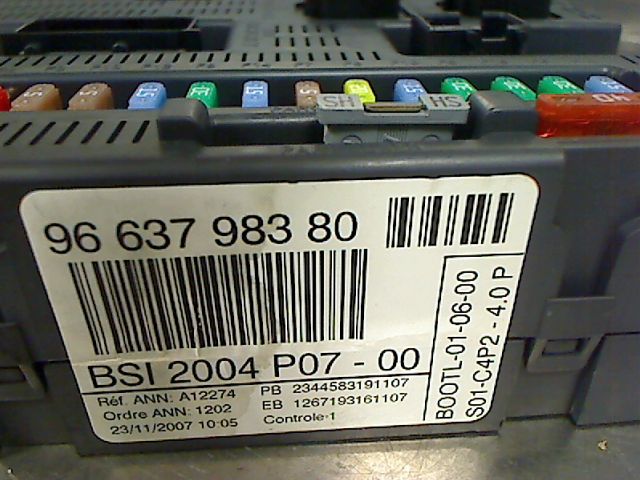 SH HS
40
96 637 983 80
BSI 2004 P07 - 00
Réf. ANN: A12274 PB 2344583191107
Ordre ANN: 1202 EB 1267193161107
23/11/2007 10:05 Controle-1
BOOTL-01-06-00
S01-C4P2 - 4.0 P